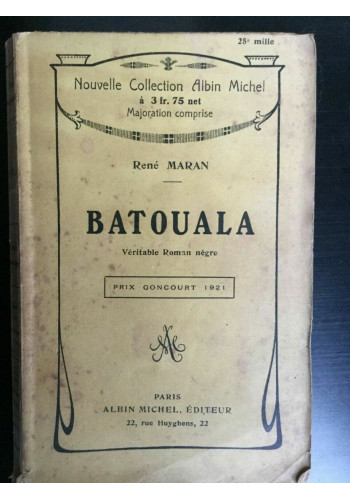 25e mille
Nouvelle Collection Albin Michel
à 3 fr. 75 net
Majoration comprise
René MARAN
BATOUALA
Véritable Roman nègre
PRIX GONCOURT 1921
AM
PARIS
ALBIN MICHEL, ÉDITEUR
22, rue Huyghens, 22